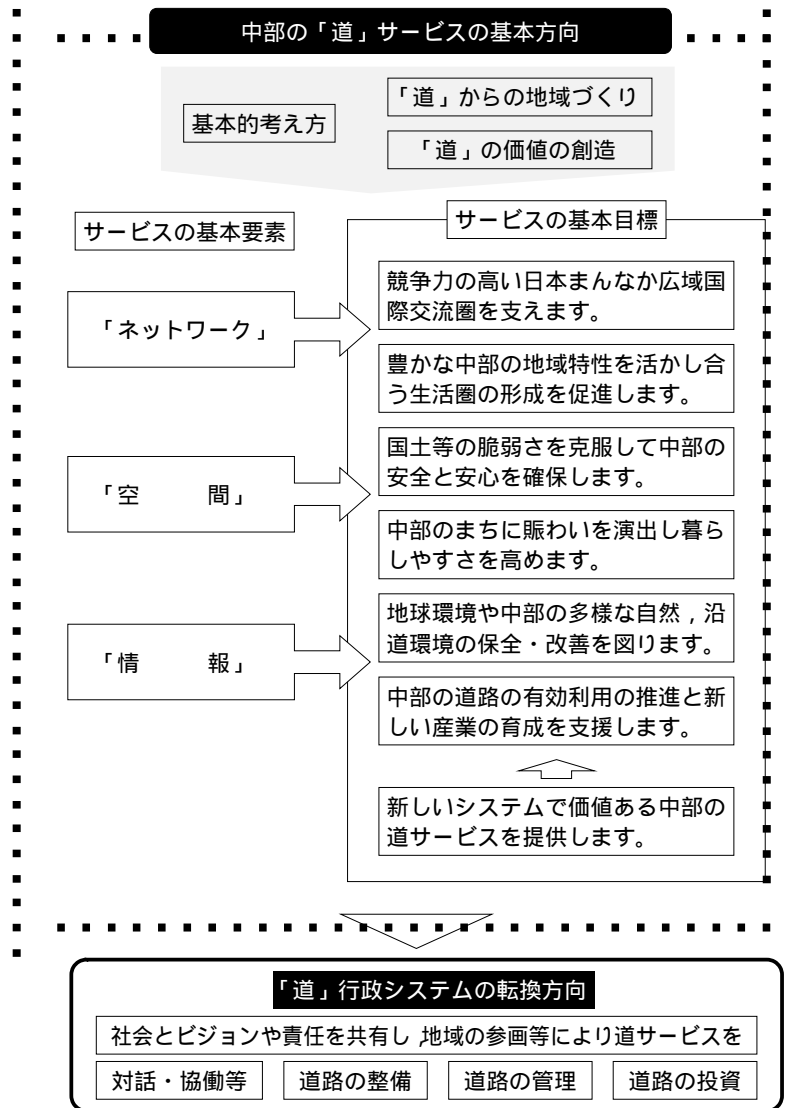 中部の「道」サービスの基本方向
基本的考え方
「道」からの地域づくり
「道」の価値の創造
サービスの基本要素
サービスの基本目標
「ネットワーク」
競争力の高い日本まんなか広域国
際交流圏を支えます。
豊かな中部の地域特性を活かし合
う生活圏の形成を促進します。
「空 間」
国土等の脆弱さを克服して中部の
安全と安心を確保します。
中部のまちに賑わいを演出し暮ら
しやすさを高めます。
「情 報」
地球環境や中部の多様な自然，沿
道環境の保全・改善を図ります。
中部の道路の有効利用の推進と新
しい産業の育成を支援します。
新しいシステムで価値ある中部の
道サービスを提供します。
「道」行政システムの転換方向
社会とビジョンや責任を共有し,地域の参画等により道サービスを
対話・協働等
道路の整備
道路の管理
道路の投資